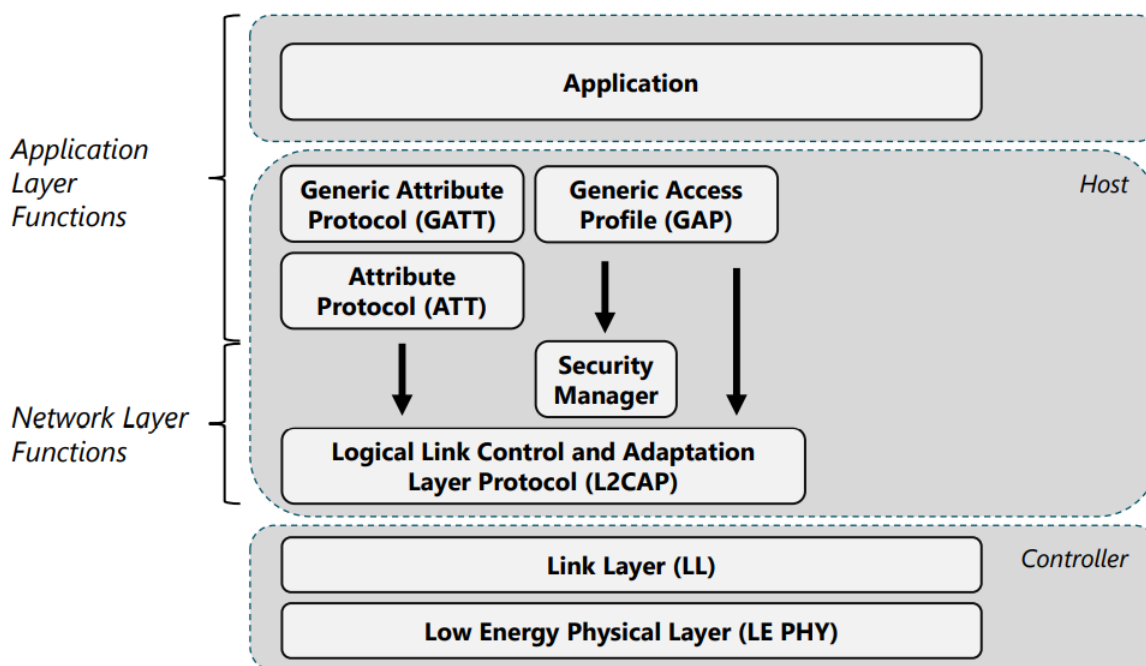 Application
Application
Layer
Functions
Host
Generic Attribute
Protocol (GATT)
Generic Access
Profile (GAP)
Attribute
Protocol (ATT)
Security
Manager
Network Layer
Functions
Logical Link Control and Adaptation
Layer Protocol (L2CAP)
Controller
Link Layer (LL)
Low Energy Physical Layer (LE PHY)